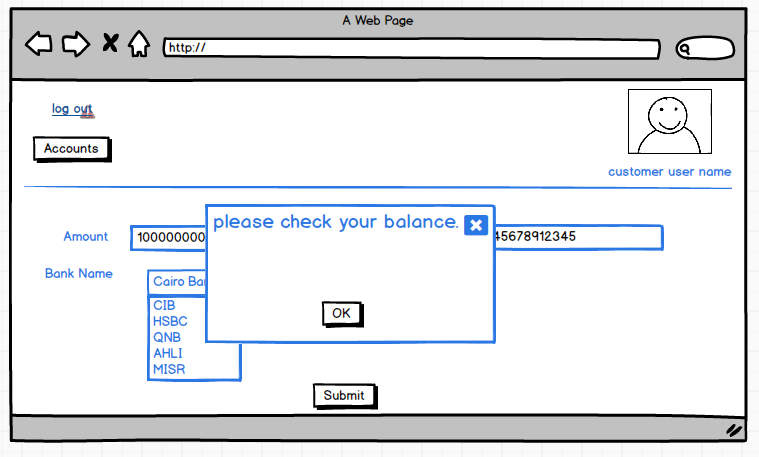 A Web Page
http://
log out
Accounts
customer user name
please check your balance.
Amount
100000000
45678912345
Bank Name
Cairo Ba
CIB
HSBC
QNB
AHLI
MISR
OK
Submit